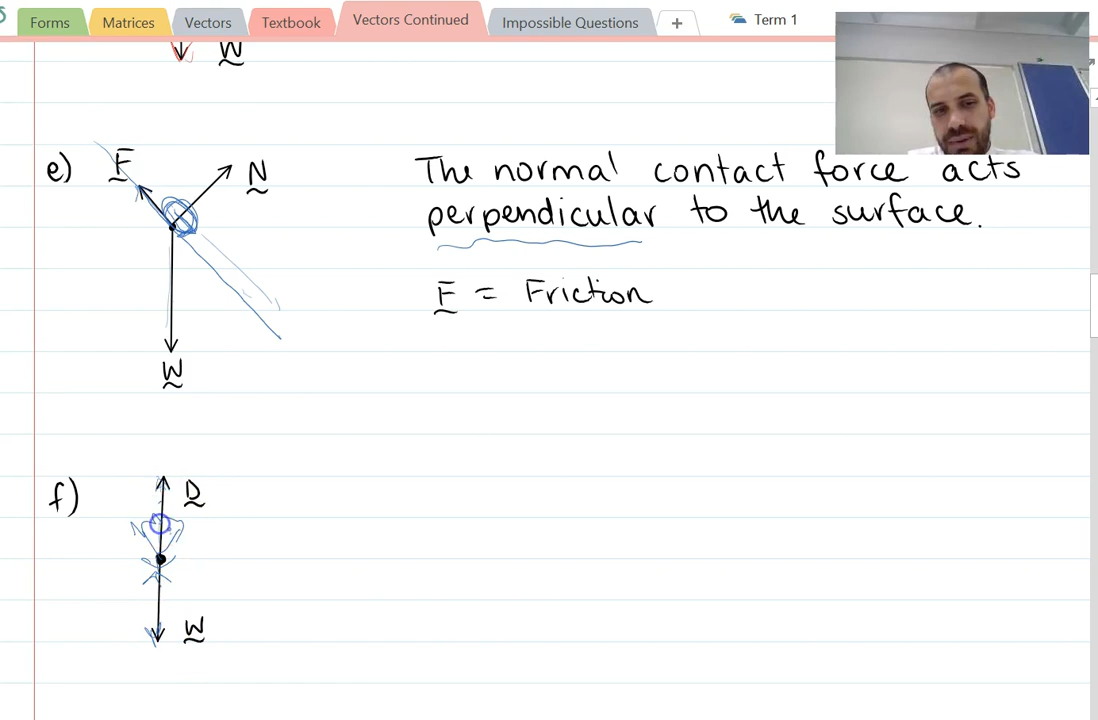 Forms Matrices Vectors Textbook Vectors Continued Impossible Questions + Term 1
W
e) F N The normal contact force acts
perpendicular to the surface.
F = Friction
W
f) D
W